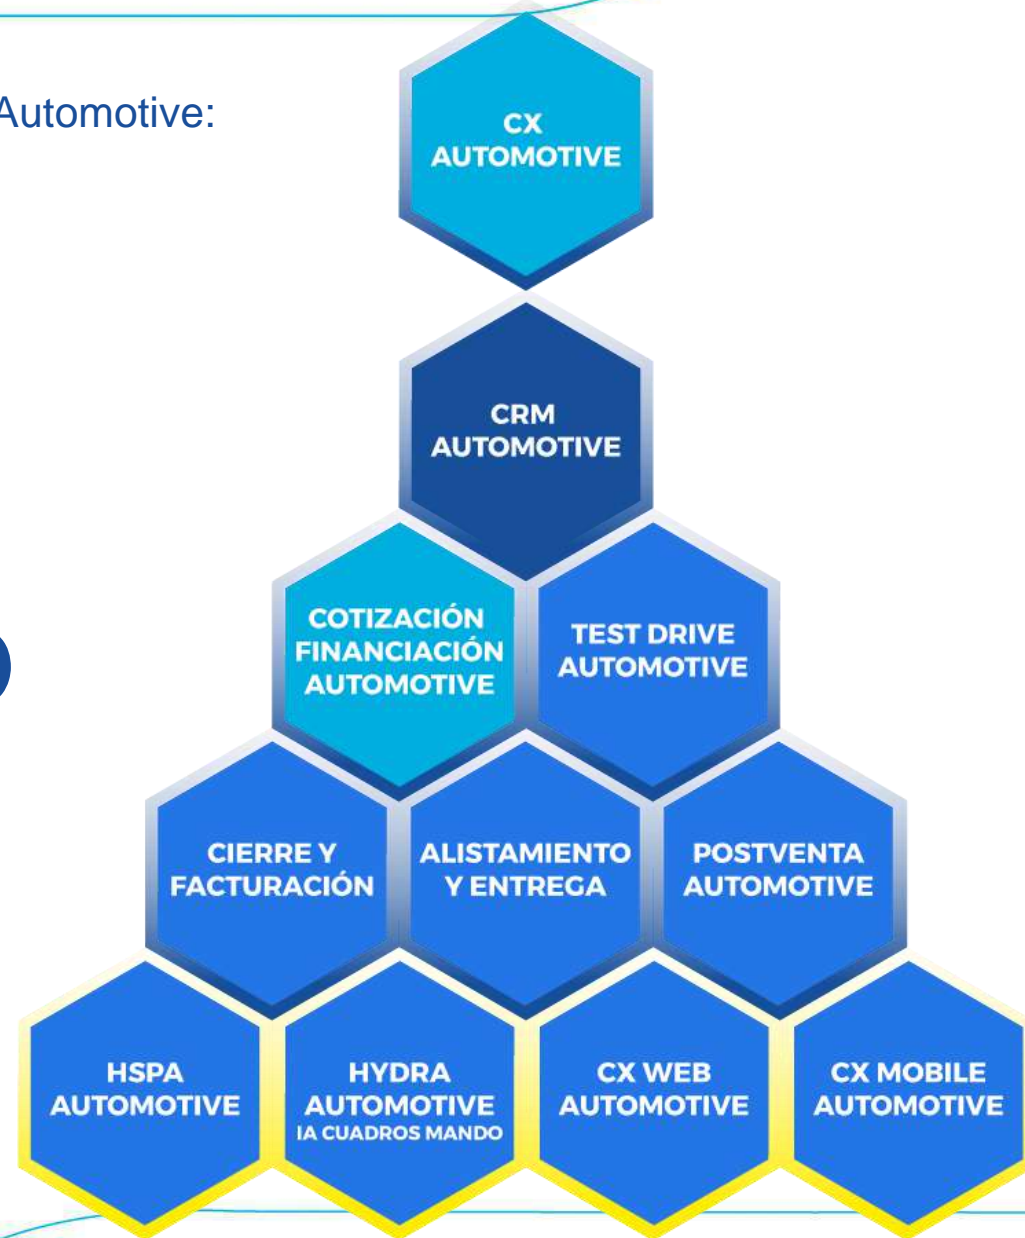 Automotive:
CX
AUTOMOTIVE
CRM
AUTOMOTIVE
COTIZACIÓN
FINANCIACIÓN
AUTOMOTIVE
TEST DRIVE
AUTOMOTIVE
CIERRE Y
FACTURACIÓN
ALISTAMIENTO
Y ENTREGA
POSTVENTA
AUTOMOTIVE
HSPA
AUTOMOTIVE
HYDRA
AUTOMOTIVE
IA CUADROS MANDO
CX WEB
AUTOMOTIVE
CX MOBILE
AUTOMOTIVE